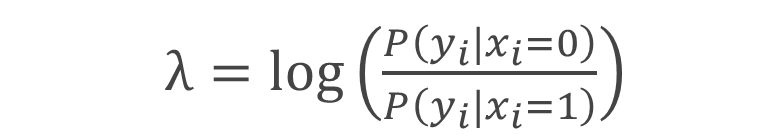 λ = log(P(yᵢ|xᵢ=0)/P(yᵢ|xᵢ=1))